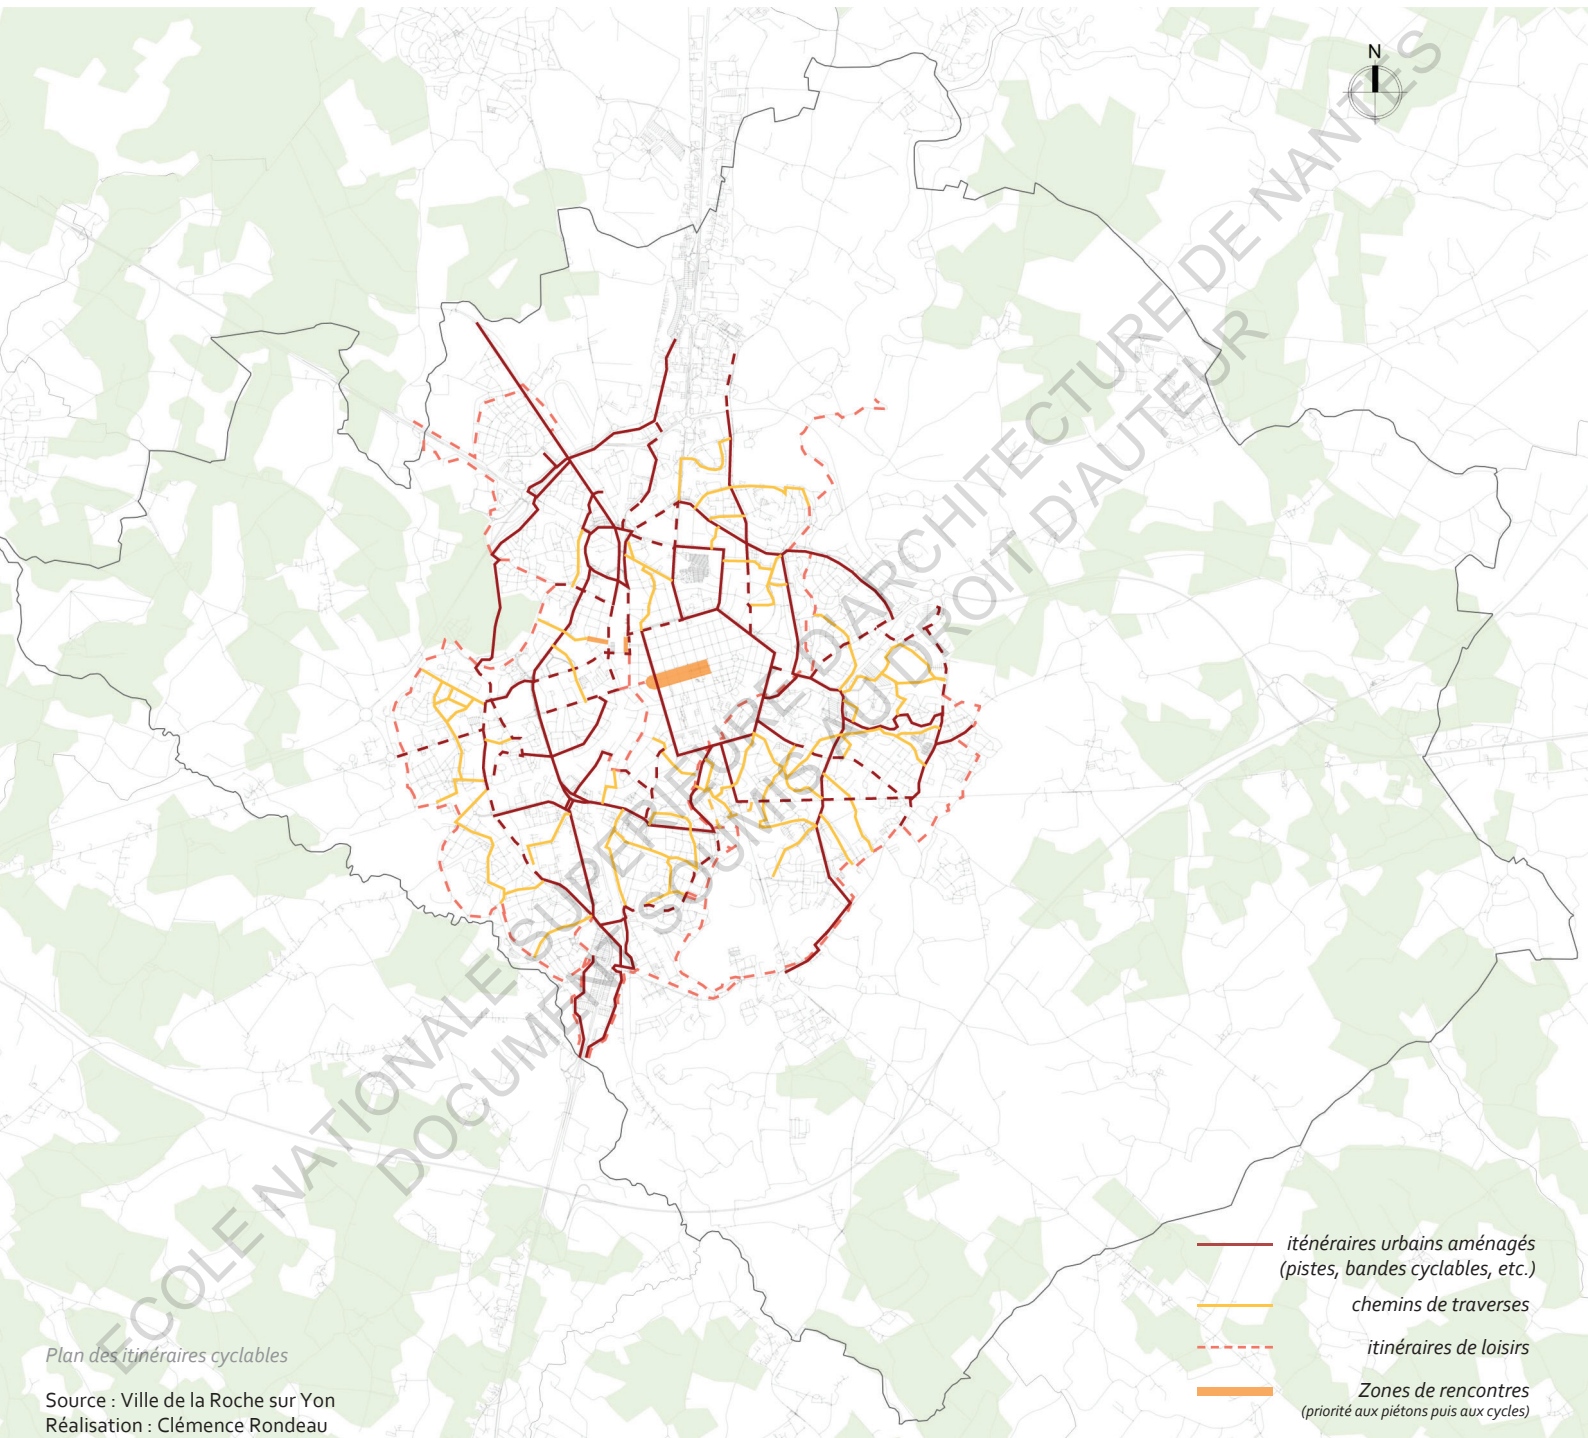 N
ECOLE NATIONALE SUPERIEURE D'ARCHITECTURE DE NANTES
DOCUMENT SOUMIS AU DROIT D'AUTEUR
iténéraires urbains aménagés
(pistes, bandes cyclables, etc.)
chemins de traverses
itinéraires de loisirs
Zones de rencontres
(priorité aux piétons puis aux cycles)
Plan des itinéraires cyclables
Source : Ville de la Roche sur Yon
Réalisation : Clémence Rondeau